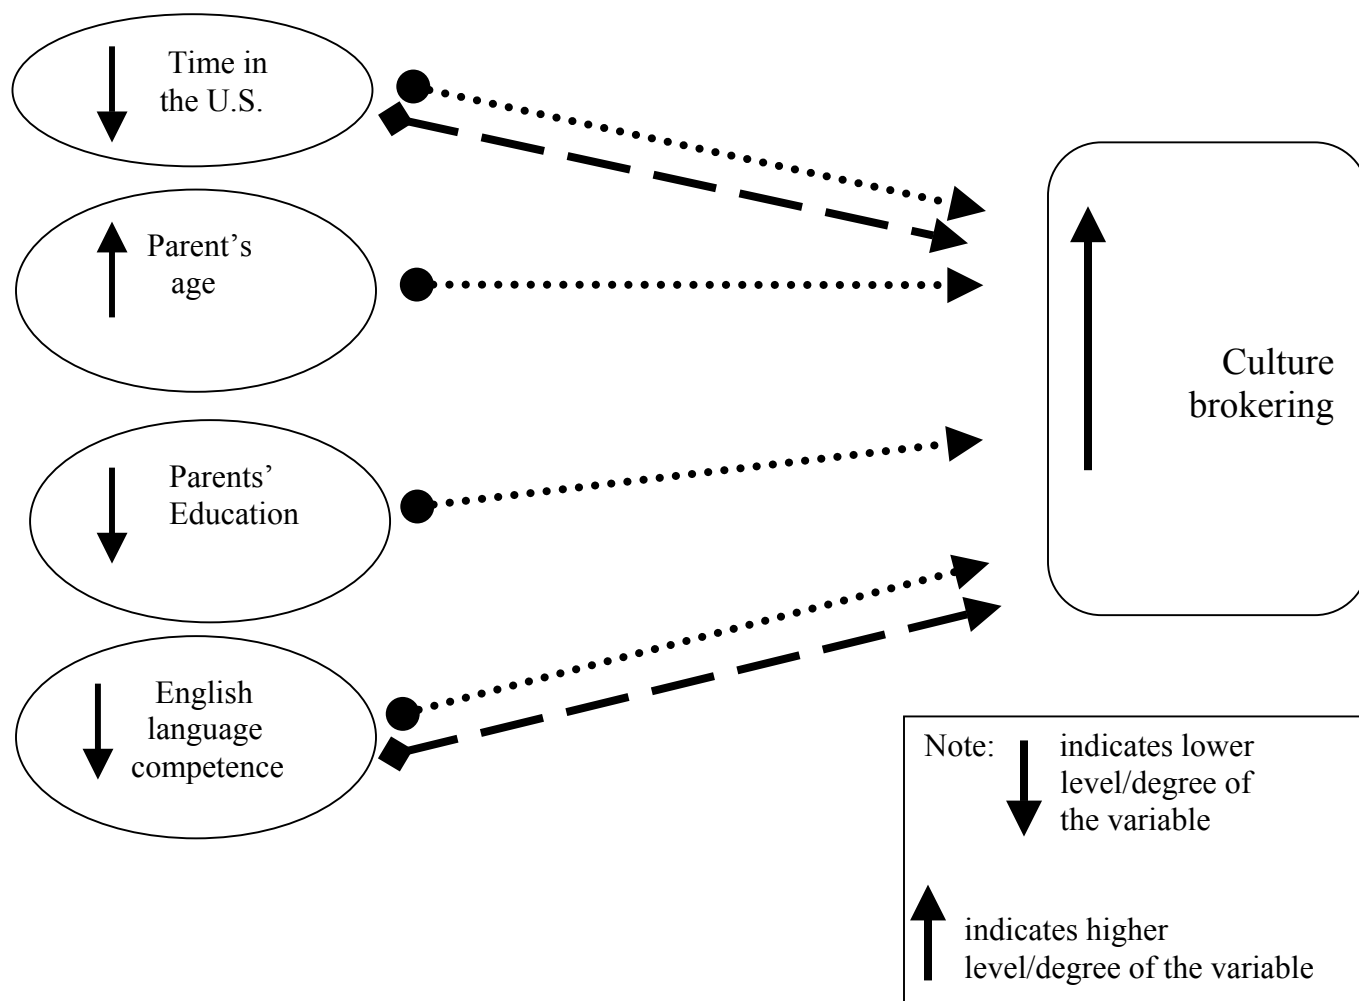 Time in
the U.S.
Parent's
age
Parents'
Education
English
language
competence
Culture
brokering
Note:
indicates lower
level/degree of
the variable
indicates higher
level/degree of the variable